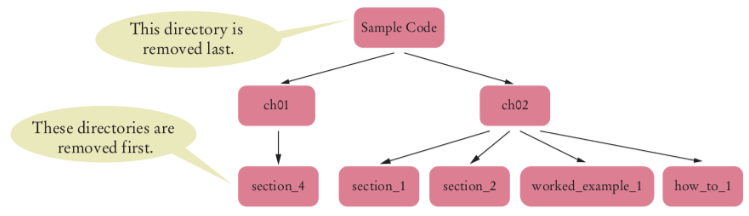 This directory is
removed last.
Sample Code
ch01
ch02
These directories are
removed first.
section_4
section_1
section_2
worked_example_1
how_to_1